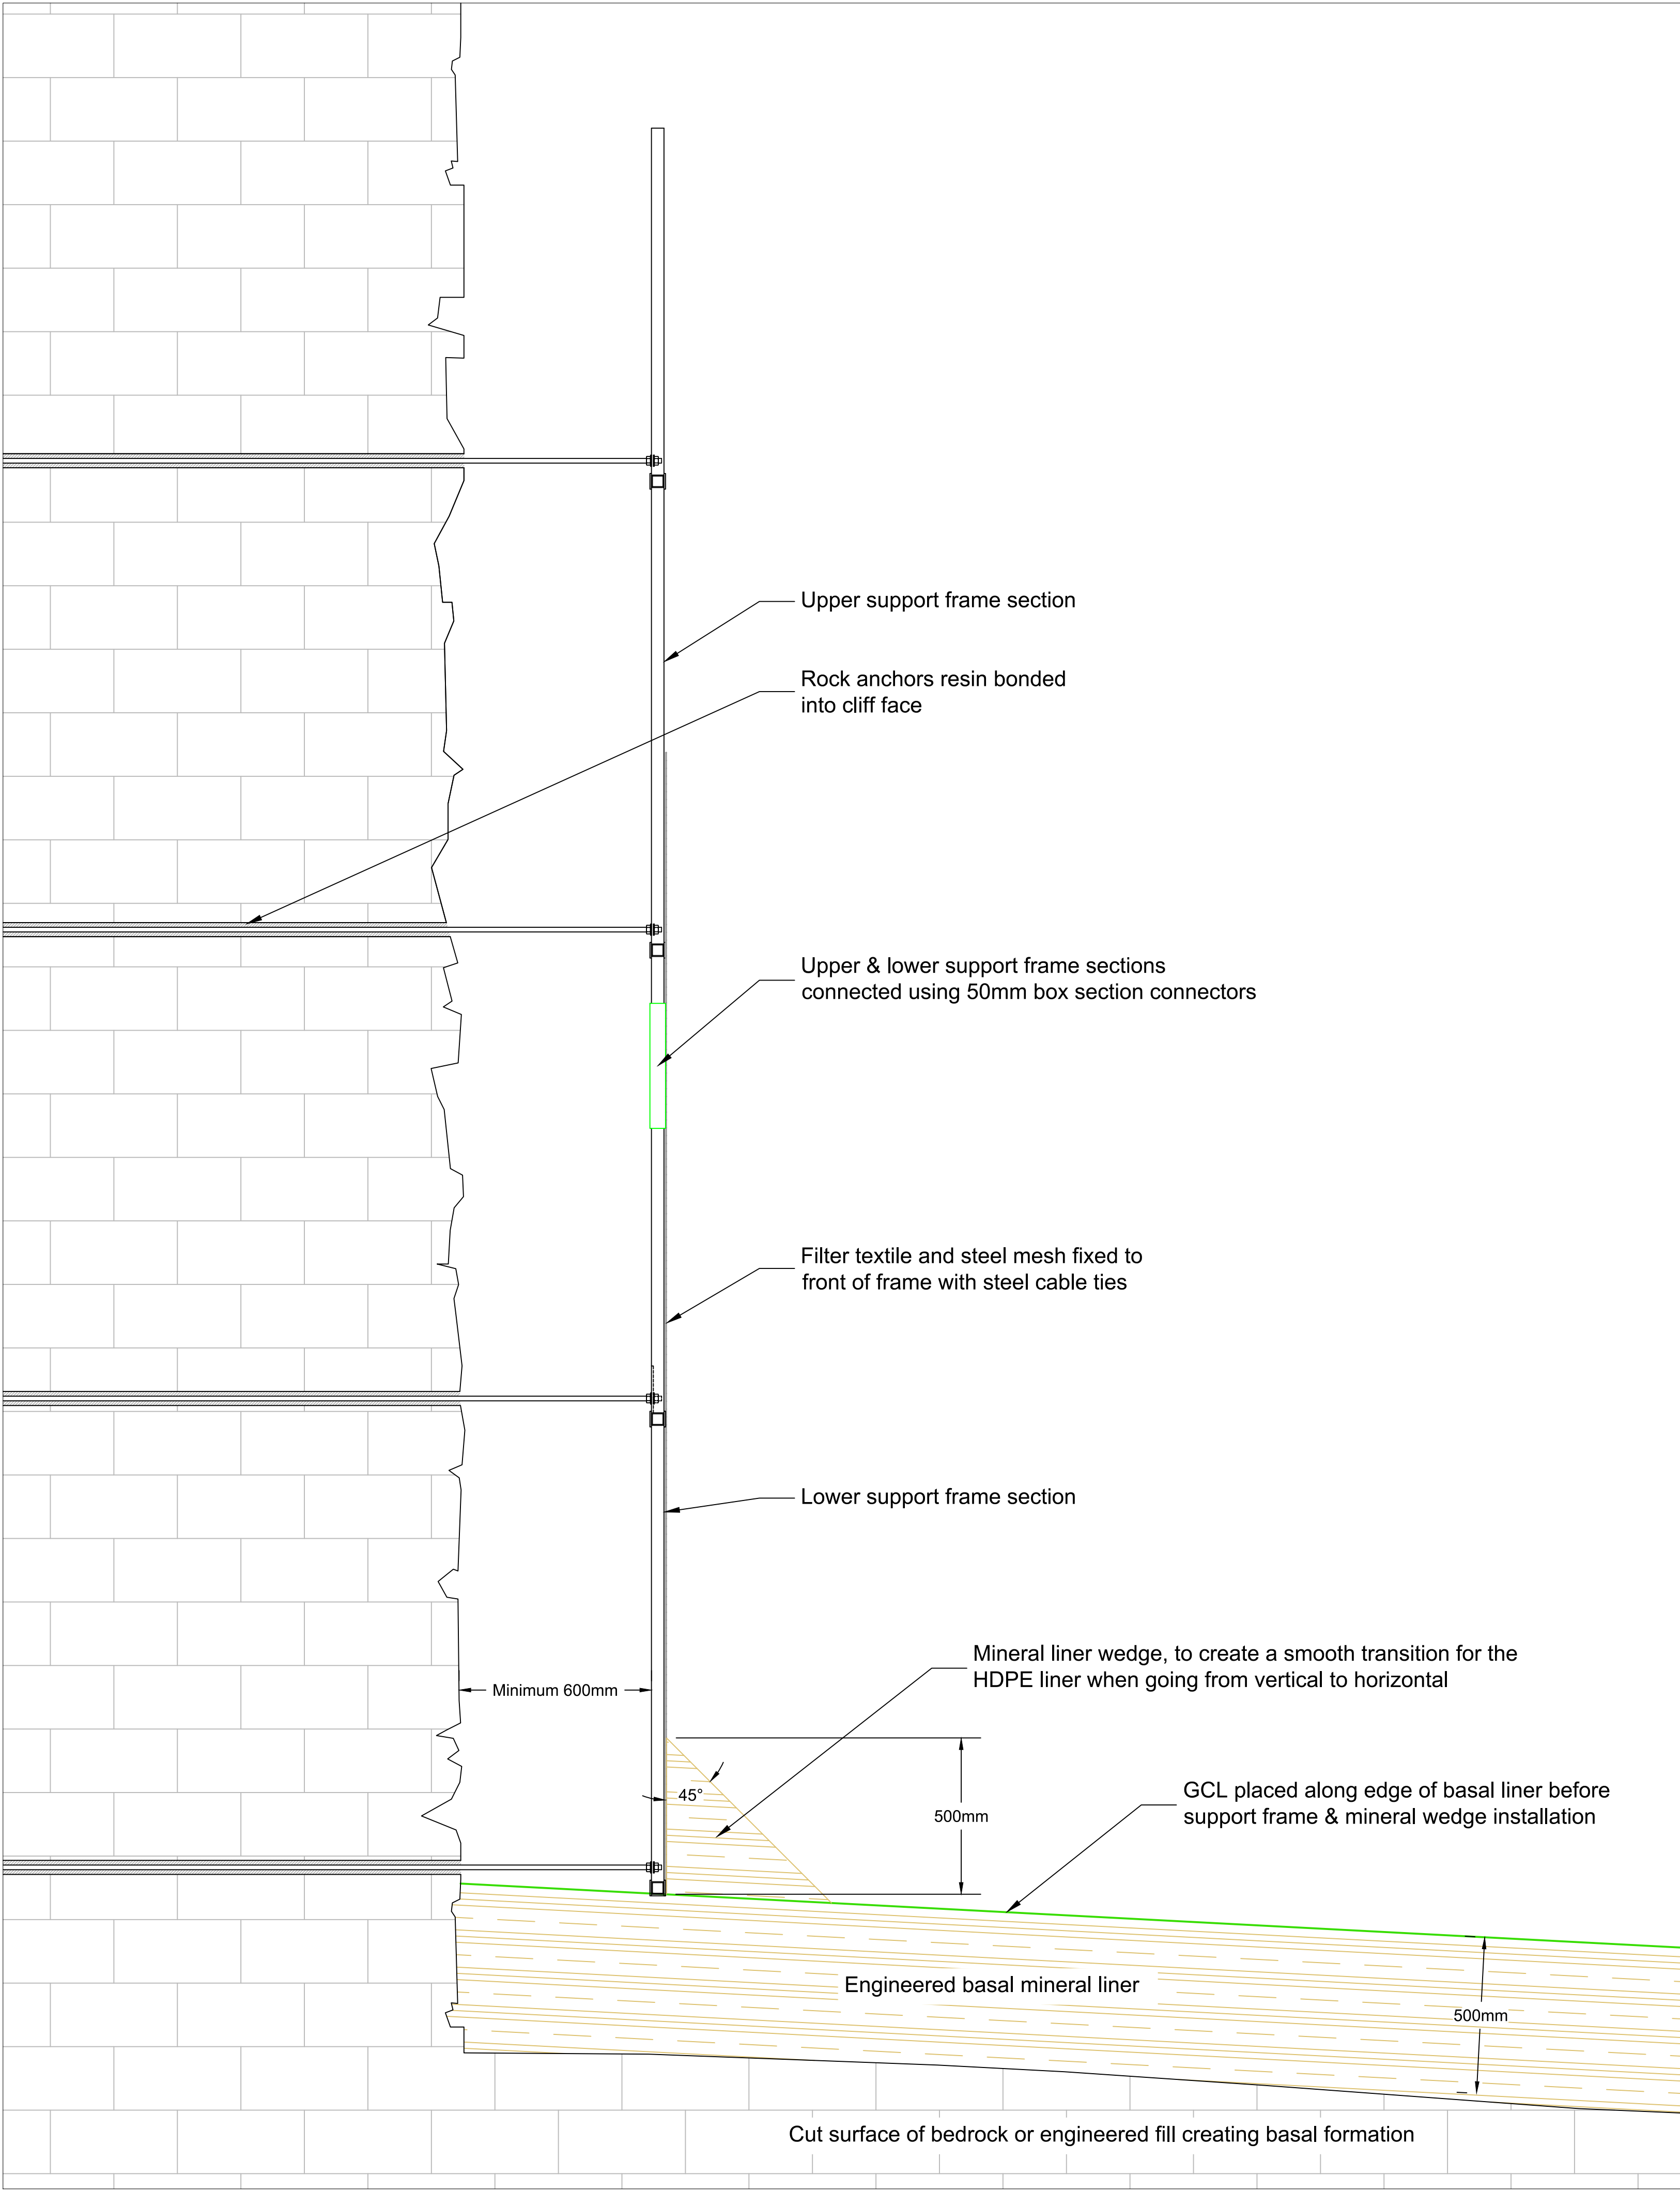 Upper support frame section
Rock anchors resin bonded
into cliff face
Upper & lower support frame sections
connected using 50mm box section connectors
Filter textile and steel mesh fixed to
front of frame with steel cable ties
Lower support frame section
Mineral liner wedge, to create a smooth transition for the
HDPE liner when going from vertical to horizontal
Minimum 600mm
45°
500mm
GCL placed along edge of basal liner before
support frame & mineral wedge installation
Engineered basal mineral liner
500mm
Cut surface of bedrock or engineered fill creating basal formation